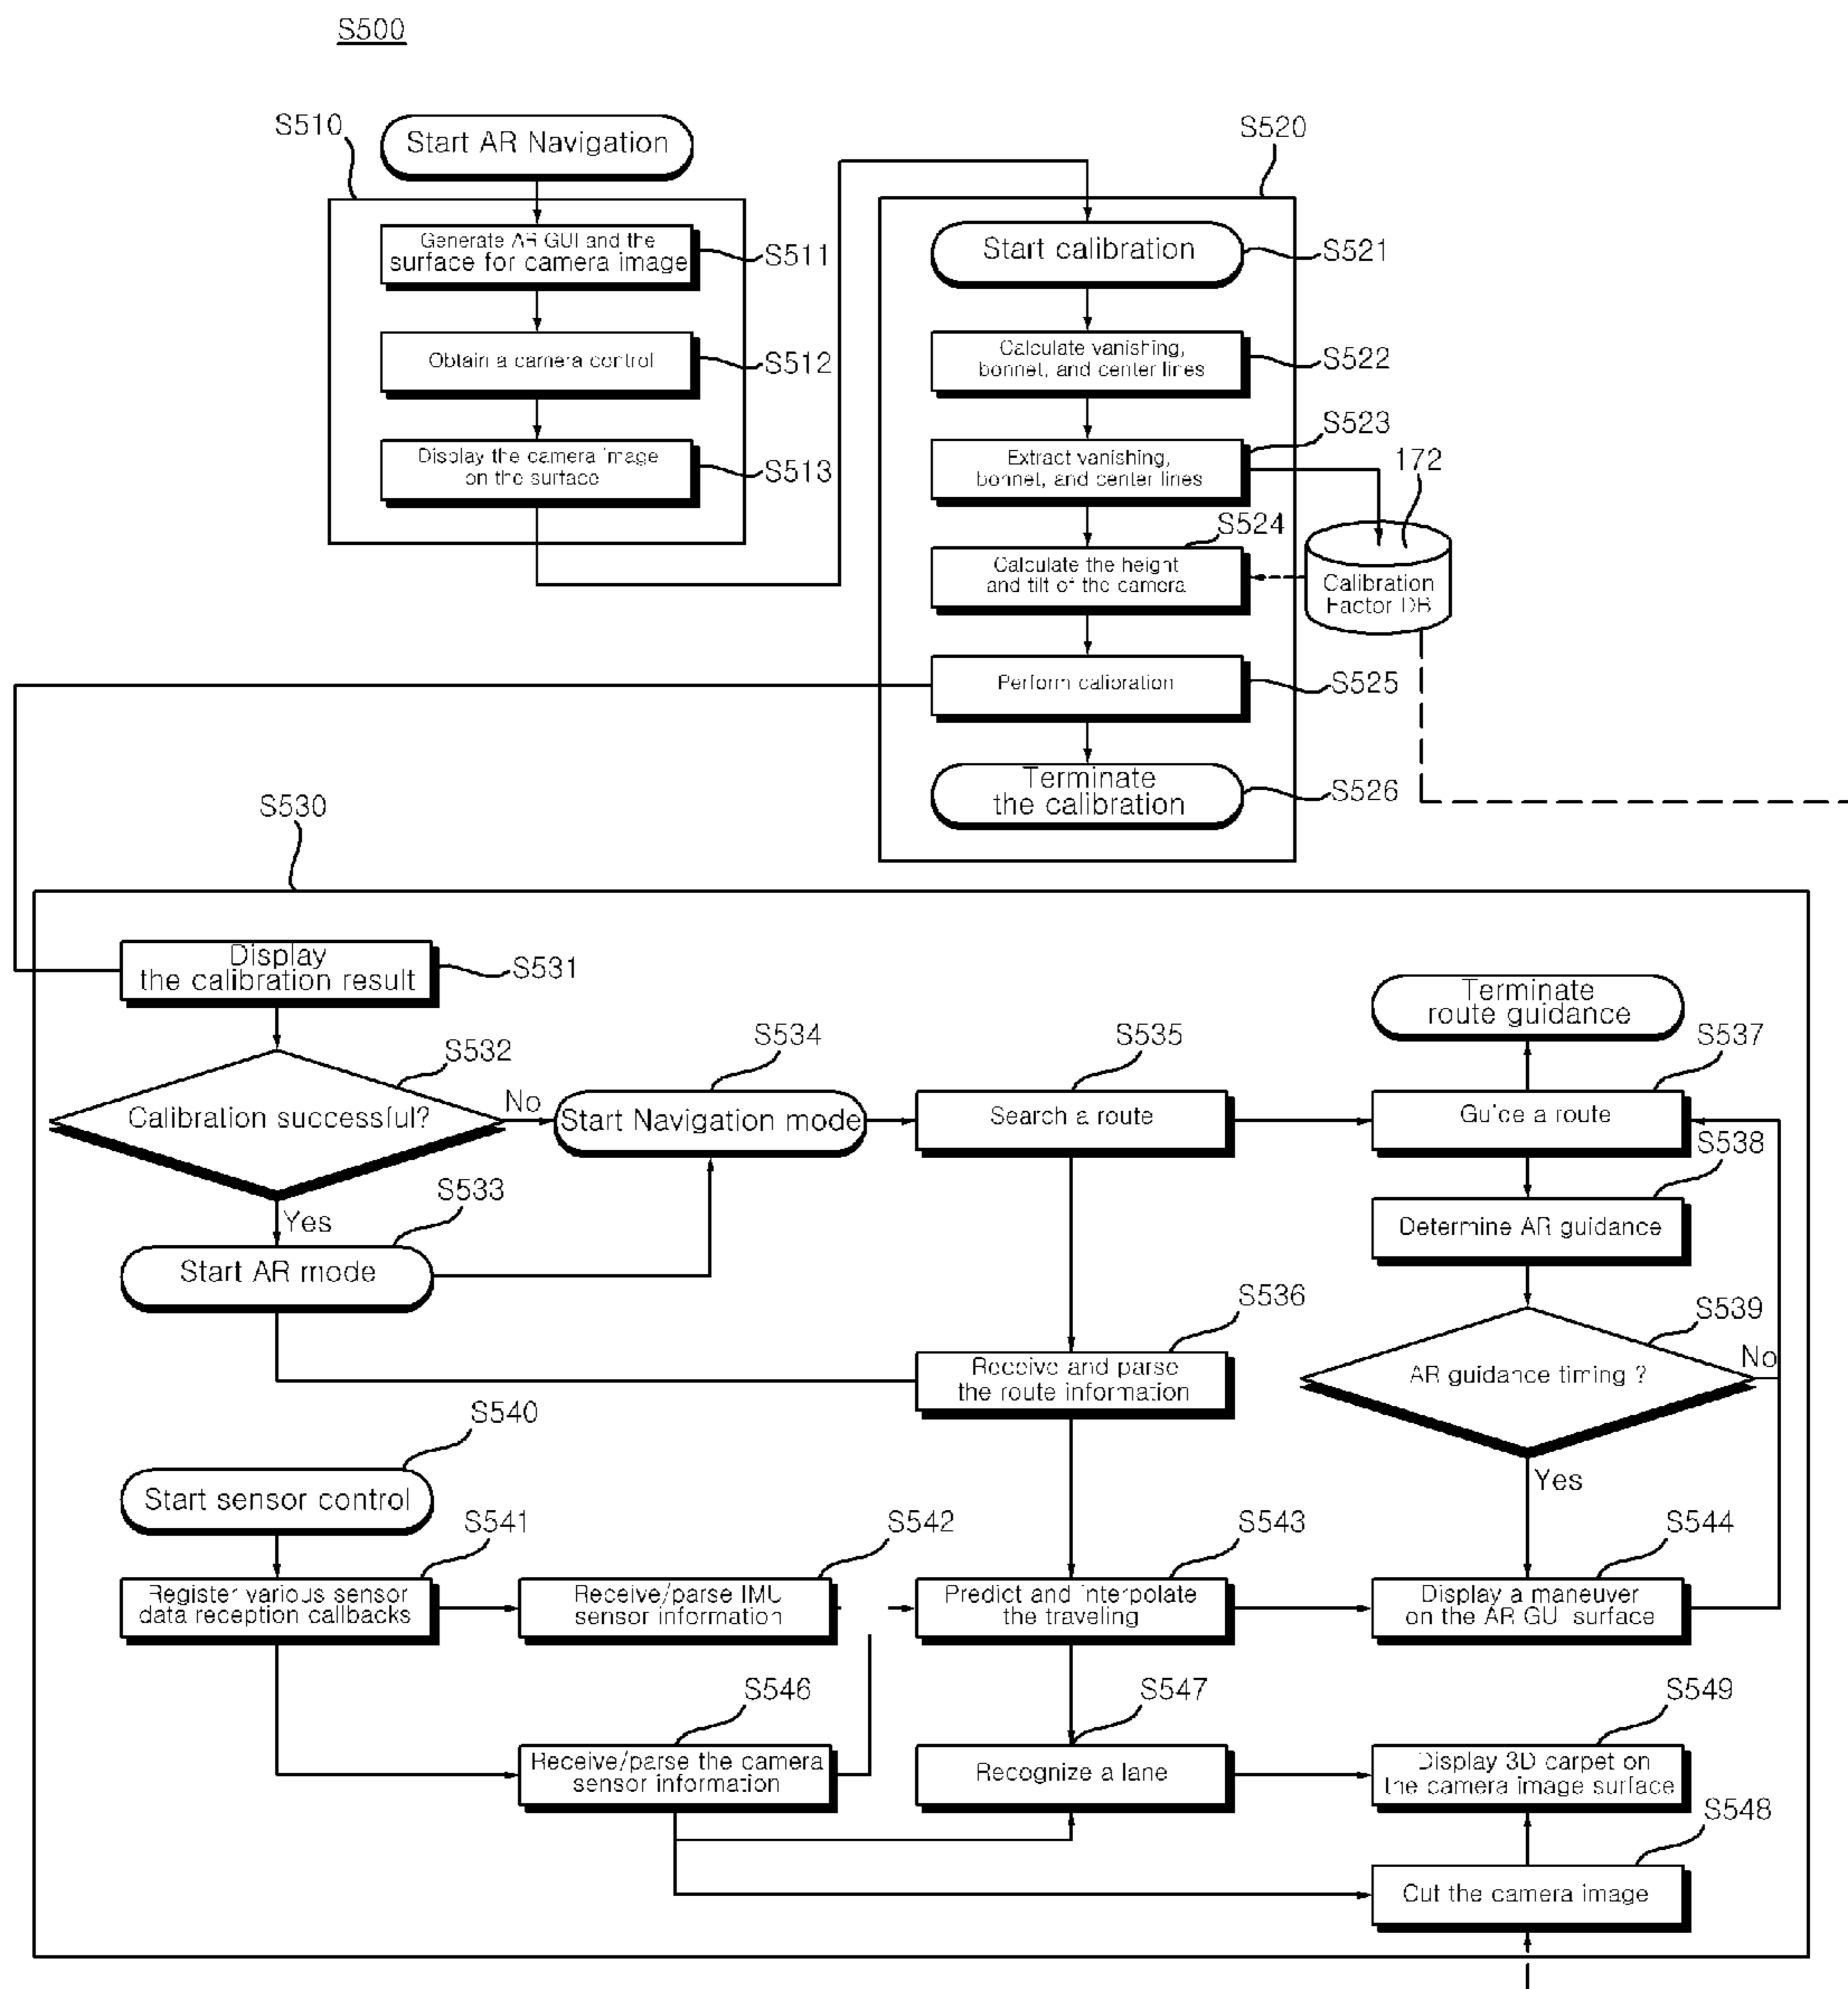 S500
S510
Start AR Navigation
Generate AR GUI and the
surface for camera image
S511
Obtain a camera control
S512
Display the camera image
on the surface
S513
S520
Start calibration
S521
Calculate vanishing,
bonnet, and center lines
S522
Extract vanishing,
bonnet, and center lines
S523
172
S524
Calculate the height
and tilt of the camera
Calibration
Factor DB
Perform calibration
S525
Terminate
the calibration
S526
S530
Display
the calibration result
S531
Calibration successful?
S532
No
Yes
S533
Start AR mode
S534
Start Navigation mode
S535
Search a route
Terminate
route guidance
S537
Guide a route
S538
Determine AR guidance
S539
AR guidance timing ?
No
Yes
S536
Receive and parse
the route information
S540
Start sensor control
S541
Register various sensor
data reception callbacks
S542
Receive/parse IMU
sensor information
S543
Predict and interpolate
the traveling
S544
Display a maneuver
on the AR GUI surface
S546
Receive/parse the camera
sensor information
S547
Recognize a lane
S549
Display 3D carpet on
the camera image surface
S548
Cut the camera image